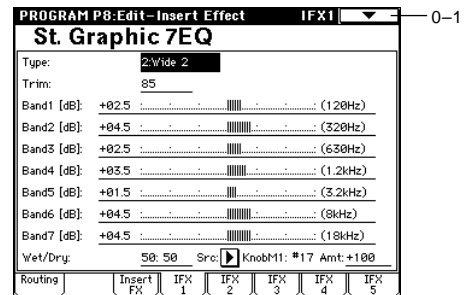 PROGRAM P8:Edit-Insert Effect IFX1
0–1
St. Graphic 7EQ
Type: 2:Wide 2
Trim: 85
Band1 [dB]: +02.5 (120Hz)
Band2 [dB]: +04.5 (320Hz)
Band3 [dB]: +02.5 (630Hz)
Band4 [dB]: +03.5 (1.2kHz)
Band5 [dB]: +01.5 (3.2kHz)
Band6 [dB]: +04.5 (8kHz)
Band7 [dB]: +04.5 (18kHz)
Wet/Dry: 50: 50 Src: KnobM1: #17 Amt: +100
Routing Insert FX IFX 1 IFX 2 IFX 3 IFX 4 IFX 5